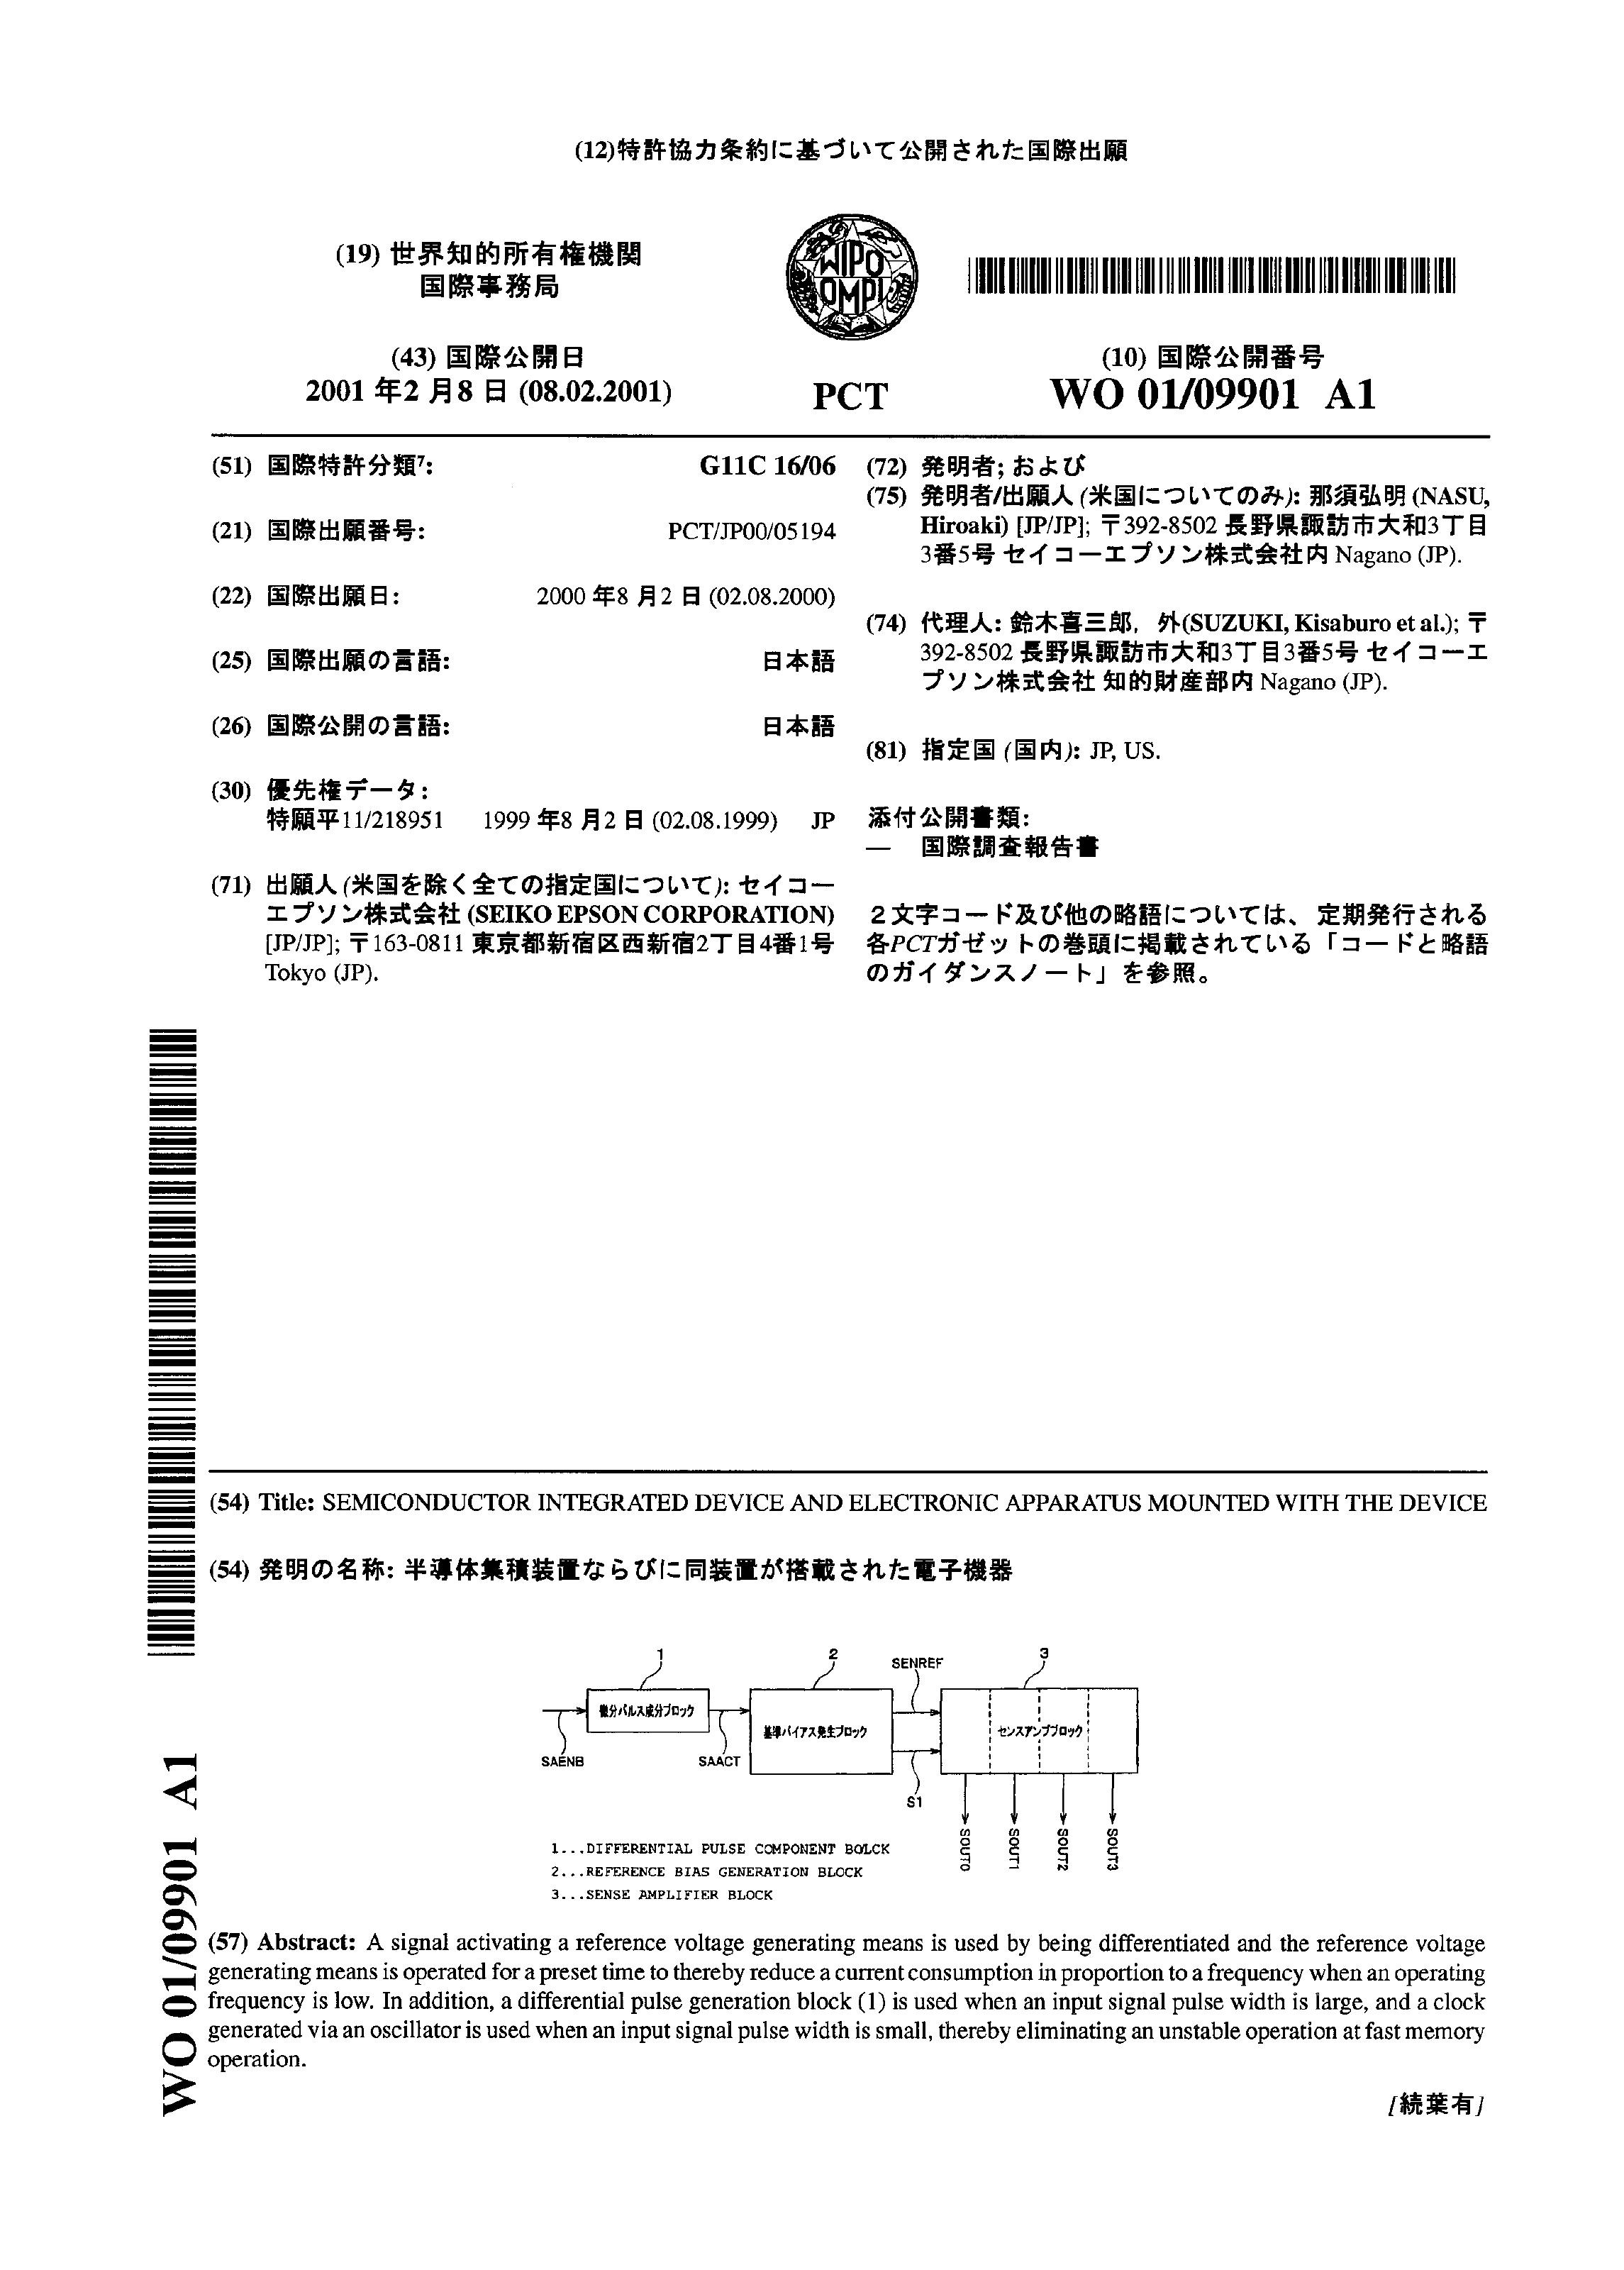 (12)特許協力条約に基づいて公開された国際出願
(19) 世界知的所有権機関
国際事務局
WIPO
OMPI
(43) 国際公開日
2001 年2 月8 日 (08.02.2001)
PCT
(10) 国際公開番号
WO 01/09901 A1
(51) 国際特許分類7: G11C 16/06
(21) 国際出願番号: PCT/JP00/05194
(22) 国際出願日: 2000 年8 月2 日 (02.08.2000)
(25) 国際出願の言語: 日本語
(26) 国際公開の言語: 日本語
(30) 優先権データ:
特願平11/218951 1999 年8 月2 日 (02.08.1999) JP
(71) 出願人 (米国を除く全ての指定国について): セイコー
エプソン株式会社 (SEIKO EPSON CORPORATION)
[JP/JP]; 〒163-0811 東京都新宿区西新宿2丁目4番1号
Tokyo (JP).
(72) 発明者; および
(75) 発明者/出願人 (米国についてのみ): 那須弘明 (NASU,
Hiroaki) [JP/JP]; 〒392-8502 長野県諏訪市大和3丁目
3番5号 セイコーエプソン株式会社内 Nagano (JP).
(74) 代理人: 鈴木喜三郎, 外(SUZUKI, Kisaburo et al.); 〒
392-8502 長野県諏訪市大和3丁目3番5号 セイコーエ
プソン株式会社 知的財産部内 Nagano (JP).
(81) 指定国 (国内): JP, US.
添付公開書類:
— 国際調査報告書
2文字コード及び他の略語については、定期発行される
各PCTガゼットの巻頭に掲載されている「コードと略語
のガイダンスノート」を参照。
(54) Title: SEMICONDUCTOR INTEGRATED DEVICE AND ELECTRONIC APPARATUS MOUNTED WITH THE DEVICE
(54) 発明の名称: 半導体集積装置ならびに同装置が搭載された電子機器
1
2
SENREF
3
微分パルス成分ブロック
基準バイアス発生ブロック
センスアンプブロック
SAENB
SAACT
S1
SOUT0
SOUT1
SOUT2
SOUT3
1...DIFFERENTIAL PULSE COMPONENT BOLCK
2...REFERENCE BIAS GENERATION BLOCK
3...SENSE AMPLIFIER BLOCK
(57) Abstract: A signal activating a reference voltage generating means is used by being differentiated and the reference voltage
generating means is operated for a preset time to thereby reduce a current consumption in proportion to a frequency when an operating
frequency is low. In addition, a differential pulse generation block (1) is used when an input signal pulse width is large, and a clock
generated via an oscillator is used when an input signal pulse width is small, thereby eliminating an unstable operation at fast memory
operation.
[続葉有]
WO 01/09901 A1